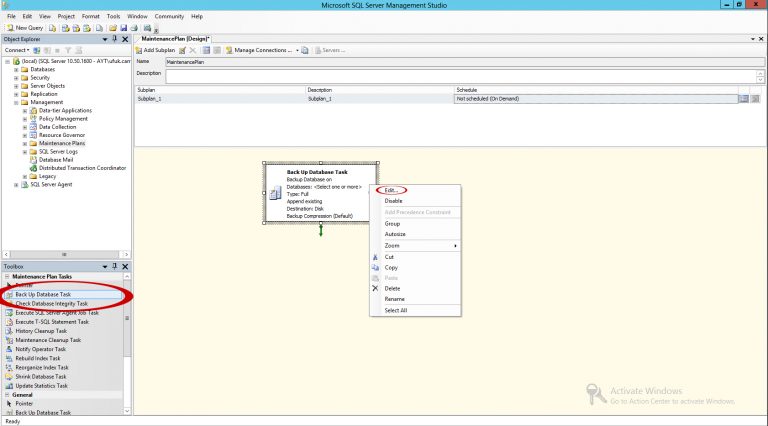 Microsoft SQL Server Management Studio
File Edit View Project Format Tools Window Community Help
New Query
Object Explorer
Connect
(local) (SQL Server 10.50.1600 - AYT\ufuk.cam
Databases
Security
Server Objects
Replication
Management
Data-tier Applications
Policy Management
Data Collection
Resource Governor
Maintenance Plans
SQL Server Logs
Database Mail
Distributed Transaction Coordinator
Legacy
SQL Server Agent
Toolbox
Maintenance Plan Tasks
Pointer
Back Up Database Task
Check Database Integrity Task
Execute SQL Server Agent Job Task
Execute T-SQL Statement Task
History Cleanup Task
Maintenance Cleanup Task
Notify Operator Task
Rebuild Index Task
Reorganize Index Task
Shrink Database Task
Update Statistics Task
General
Pointer
Back Up Database Task
Ready
MaintenancePlan [Design]*
Add Subplan Manage Connections ... Servers ...
Name MaintenancePlan
Description
Subplan Description Schedule
Subplan_1 Subplan_1 Not scheduled (On Demand)
Back Up Database Task
Backup Database on
Databases: <Select one or more>
Type: Full
Append existing
Destination: Disk
Backup Compression (Default)
Edit...
Disable
Add Precedence Constraint
Group
Autosize
Zoom
Cut
Copy
Paste
Delete
Rename
Select All
Activate Windows
Go to Action Center to activate Windows.